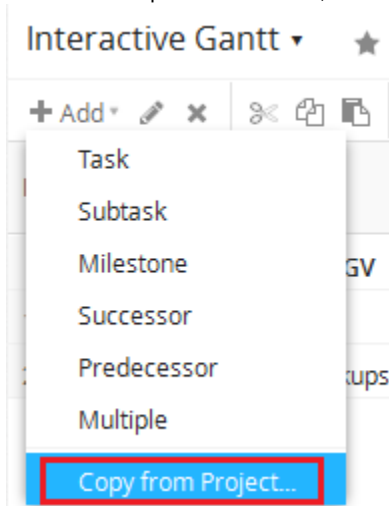 Interactive Gantt
Add
Task
Subtask
Milestone
GV
Successor
Predecessor
kups
Multiple
Copy from Project...